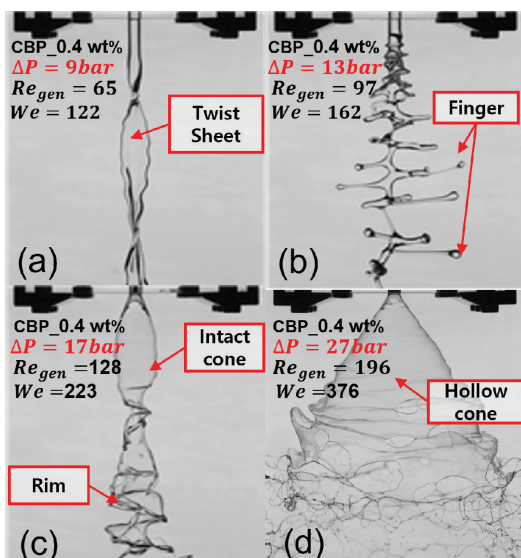 CBP_0.4 wt%
ΔP = 9bar
Re_gen = 65
We = 122
Twist
Sheet
(a)
CBP_0.4 wt%
ΔP = 13bar
Re_gen = 97
We = 162
Finger
(b)
CBP_0.4 wt%
ΔP = 17bar
Re_gen =128
We =223
Intact
cone
Rim
(c)
CBP_0.4 wt%
ΔP = 27bar
Re_gen = 196
We =376
Hollow
cone
(d)